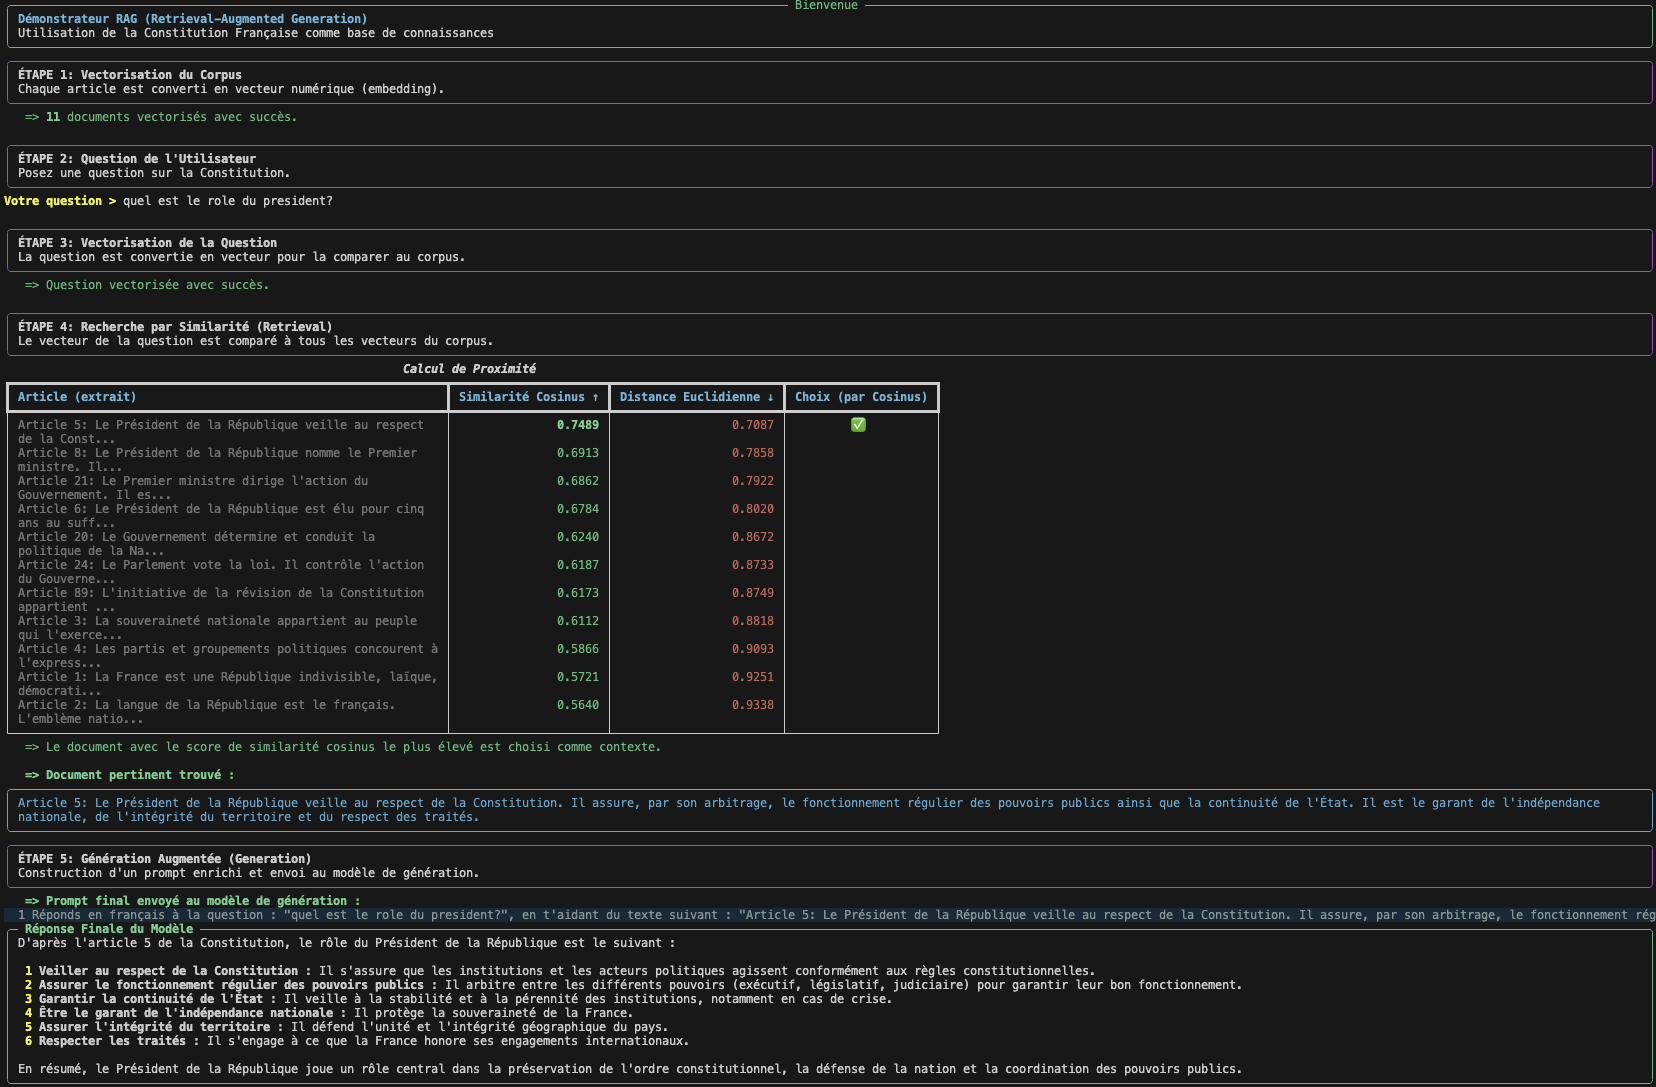 Bienvenue
Démonstrateur RAG (Retrieval-Augmented Generation)
Utilisation de la Constitution Française comme base de connaissances
ÉTAPE 1: Vectorisation du Corpus
Chaque article est converti en vecteur numérique (embedding).
=> 11 documents vectorisés avec succès.
ÉTAPE 2: Question de l'Utilisateur
Posez une question sur la Constitution.
Votre question > quel est le role du president?
ÉTAPE 3: Vectorisation de la Question
La question est convertie en vecteur pour la comparer au corpus.
=> Question vectorisée avec succès.
ÉTAPE 4: Recherche par Similarité (Retrieval)
Le vecteur de la question est comparé à tous les vecteurs du corpus.
Calcul de Proximité
Article (extrait) Similarité Cosinus ↑ Distance Euclidienne ↓ Choix (par Cosinus)
Article 5: Le Président de la République veille au respect 0.7489 0.7087 ✅
de la Const...
Article 8: Le Président de la République nomme le Premier 0.6913 0.7858
ministre. Il...
Article 21: Le Premier ministre dirige l'action du 0.6862 0.7922
Gouvernement. Il es...
Article 6: Le Président de la République est élu pour cinq 0.6784 0.8020
ans au suff...
Article 20: Le Gouvernement détermine et conduit la 0.6240 0.8672
politique de la Na...
Article 24: Le Parlement vote la loi. Il contrôle l'action 0.6187 0.8733
du Gouverne...
Article 89: L'initiative de la révision de la Constitution 0.6173 0.8749
appartient ...
Article 3: La souveraineté nationale appartient au peuple 0.6112 0.8818
qui l'exerce...
Article 4: Les partis et groupements politiques concourent à 0.5866 0.9093
l'express...
Article 1: La France est une République indivisible, laïque, 0.5721 0.9251
démocrati...
Article 2: La langue de la République est le français. 0.5640 0.9338
L'emblème natio...
=> Le document avec le score de similarité cosinus le plus élevé est choisi comme contexte.
=> Document pertinent trouvé :
Article 5: Le Président de la République veille au respect de la Constitution. Il assure, par son arbitrage, le fonctionnement régulier des pouvoirs publics ainsi que la continuité de l'État. Il est le garant de l'indépendance
nationale, de l'intégrité du territoire et du respect des traités.
ÉTAPE 5: Génération Augmentée (Generation)
Construction d'un prompt enrichi et envoi au modèle de génération.
=> Prompt final envoyé au modèle de génération :
1 Réponds en français à la question : "quel est le role du president?", en t'aidant du texte suivant : "Article 5: Le Président de la République veille au respect de la Constitution. Il assure, par son arbitrage, le fonctionnement rég
Réponse Finale du Modèle
D'après l'article 5 de la Constitution, le rôle du Président de la République est le suivant :
1 Veiller au respect de la Constitution : Il s'assure que les institutions et les acteurs politiques agissent conformément aux règles constitutionnelles.
2 Assurer le fonctionnement régulier des pouvoirs publics : Il arbitre entre les différents pouvoirs (exécutif, législatif, judiciaire) pour garantir leur bon fonctionnement.
3 Garantir la continuité de l'État : Il veille à la stabilité et à la pérennité des institutions, notamment en cas de crise.
4 Être le garant de l'indépendance nationale : Il protège la souveraineté de la France.
5 Assurer l'intégrité du territoire : Il défend l'unité et l'intégrité géographique du pays.
6 Respecter les traités : Il s'engage à ce que la France honore ses engagements internationaux.
En résumé, le Président de la République joue un rôle central dans la préservation de l'ordre constitutionnel, la défense de la nation et la coordination des pouvoirs publics.